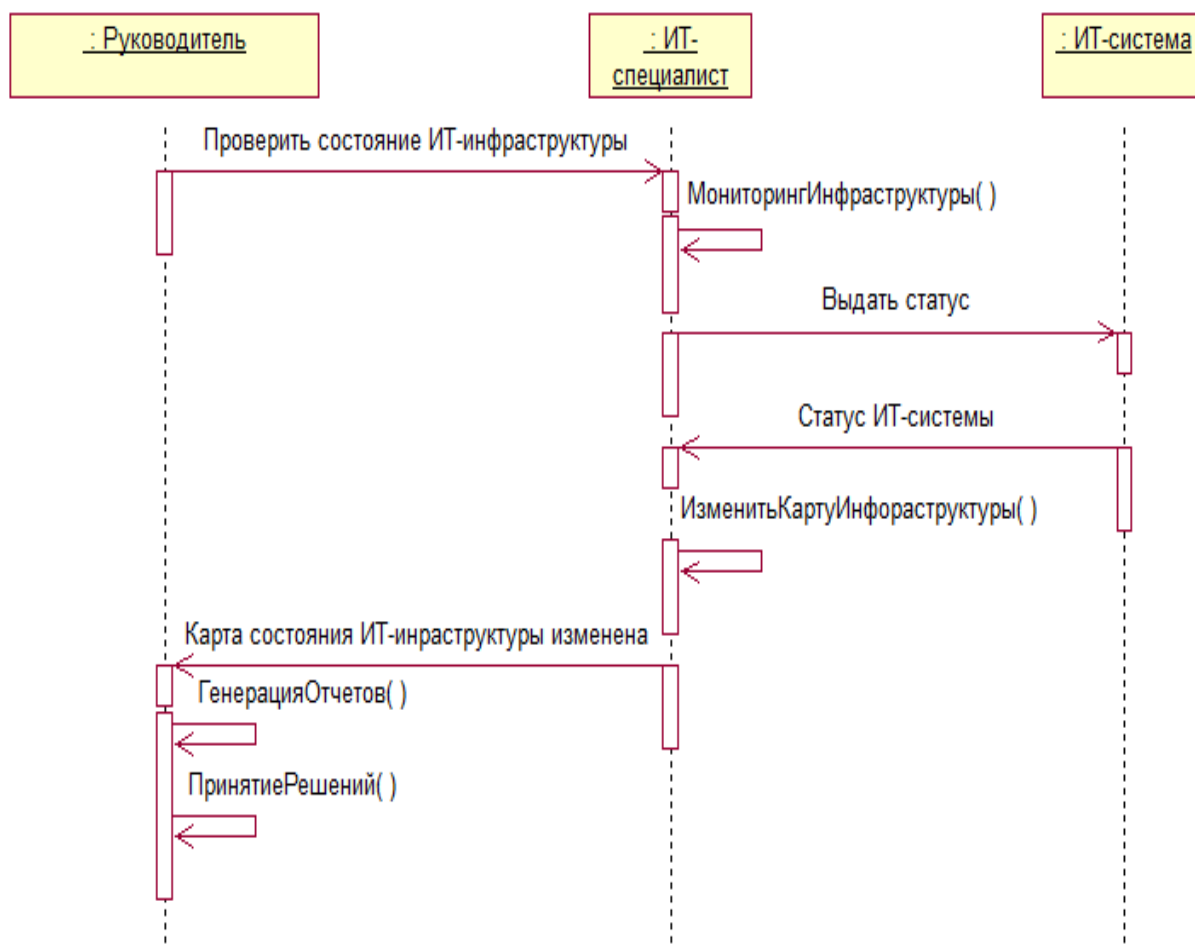 : Руководитель
: ИТ-
специалист
: ИТ-система
Проверить состояние ИТ-инфраструктуры
МониторингИнфраструктуры( )
Выдать статус
Статус ИТ-системы
ИзменитьКартуИнфораструктуры( )
Карта состояния ИТ-инраструктуры изменена
ГенерацияОтчетов( )
ПринятиеРешений( )